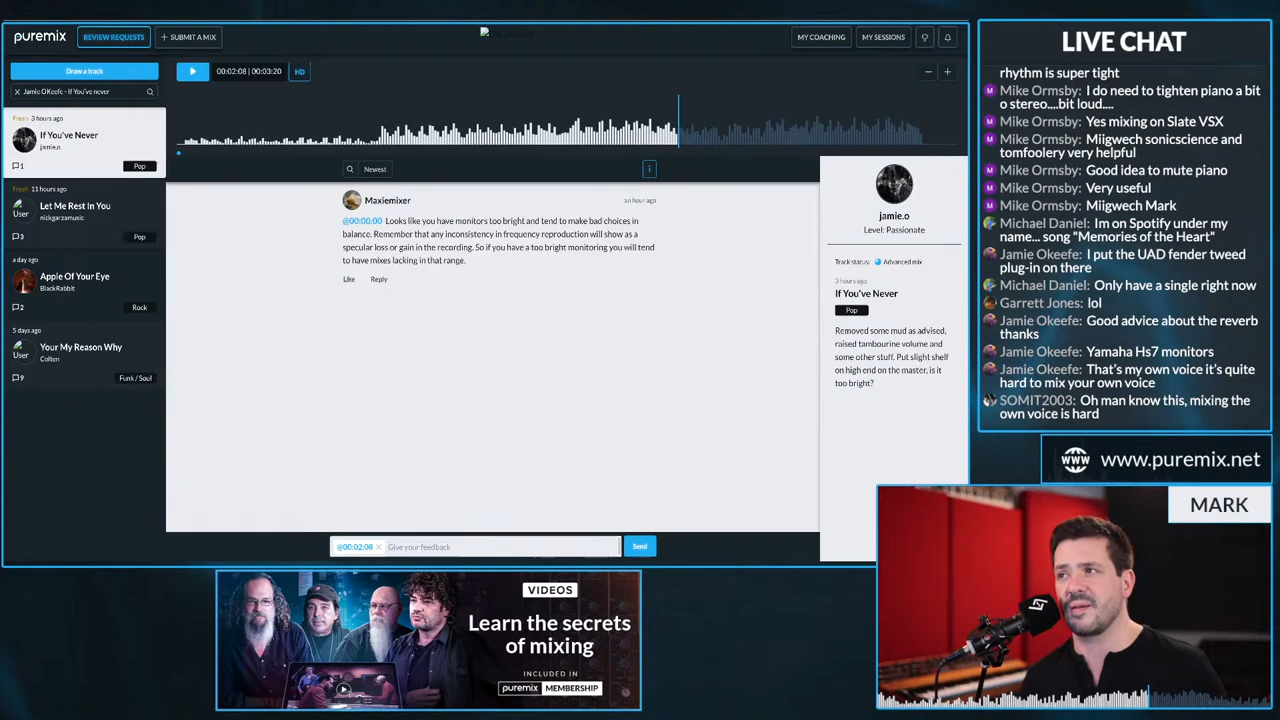 puremix
REVIEW REQUESTS
+ SUBMIT A MIX
MY COACHING
MY SESSIONS
Draw a track
00:02:08 | 00:03:20
HD
× Jamie OKeefe - If You've never
Fresh 3 hours ago
If You've Never
jamie.o
1
Pop
Fresh 11 hours ago
Let Me Rest In You
nickgarzamusic
User
3
Pop
a day ago
Apple Of Your Eye
BlackRabbit
2
Rock
5 days ago
Your My Reason Why
Colten
User
9
Funk / Soul
Newest
i
Maxiemixer
an hour ago
@00:00:00 Looks like you have monitors too bright and tend to make bad choices in
balance. Remember that any inconsistency in frequency reproduction will show as a
specular loss or gain in the recording. So if you have a too bright monitoring you will tend
to have mixes lacking in that range.
Like Reply
@00:02:08 × Give your feedback
Send
jamie.o
Level: Passionate
Track status: Advanced mix
3 hours ago
If You've Never
Pop
Removed some mud as advised,
raised tambourine volume and
some other stuff. Put slight shelf
on high end on the master, is it
too bright?
LIVE CHAT
rhythm is super tight
M Mike Ormsby: I do need to tighten piano a bit
o stereo....bit loud....
M Mike Ormsby: Yes mixing on Slate VSX
M Mike Ormsby: Miigwech sonicscience and
tomfoolery very helpful
M Mike Ormsby: Good idea to mute piano
M Mike Ormsby: Very useful
M Mike Ormsby: Miigwech Mark
Michael Daniel: Im on Spotify under my
name... song "Memories of the Heart"
Jamie Okeefe: I put the UAD fender tweed
plug-in on there
Michael Daniel: Only have a single right now
Garrett Jones: lol
Jamie Okeefe: Good advice about the reverb
thanks
Jamie Okeefe: Yamaha Hs7 monitors
Jamie Okeefe: That's my own voice it's quite
hard to mix your own voice
SOMIT2003: Oh man know this, mixing the
own voice is hard
WWW
www.puremix.net
MARK
VIDEOS
Learn the secrets
of mixing
INCLUDED IN
puremix MEMBERSHIP